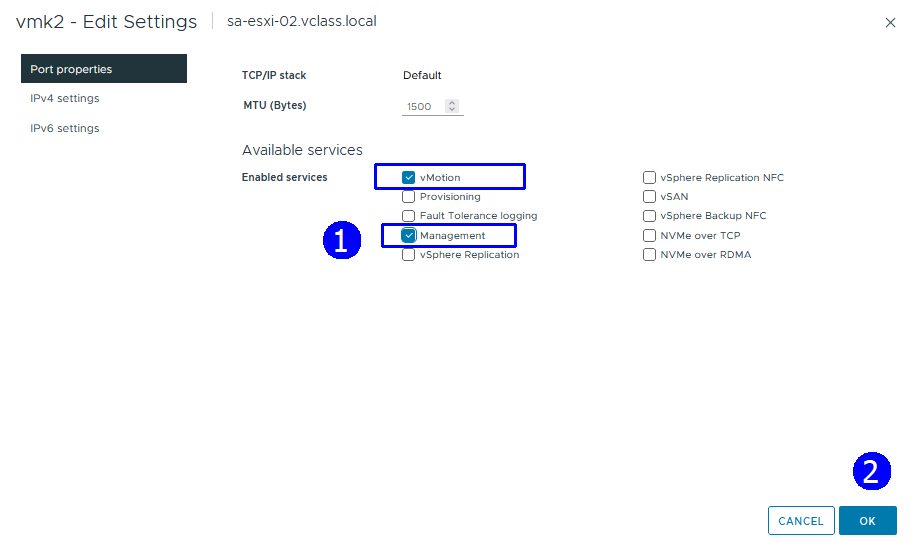 vmk2 - Edit Settings | sa-esxi-02.vclass.local
Port properties
IPv4 settings
IPv6 settings
TCP/IP stack Default
MTU (Bytes) 1500
Available services
Enabled services
vMotion
Provisioning
Fault Tolerance logging
Management
vSphere Replication
vSphere Replication NFC
vSAN
vSphere Backup NFC
NVMe over TCP
NVMe over RDMA
1
2
CANCEL OK